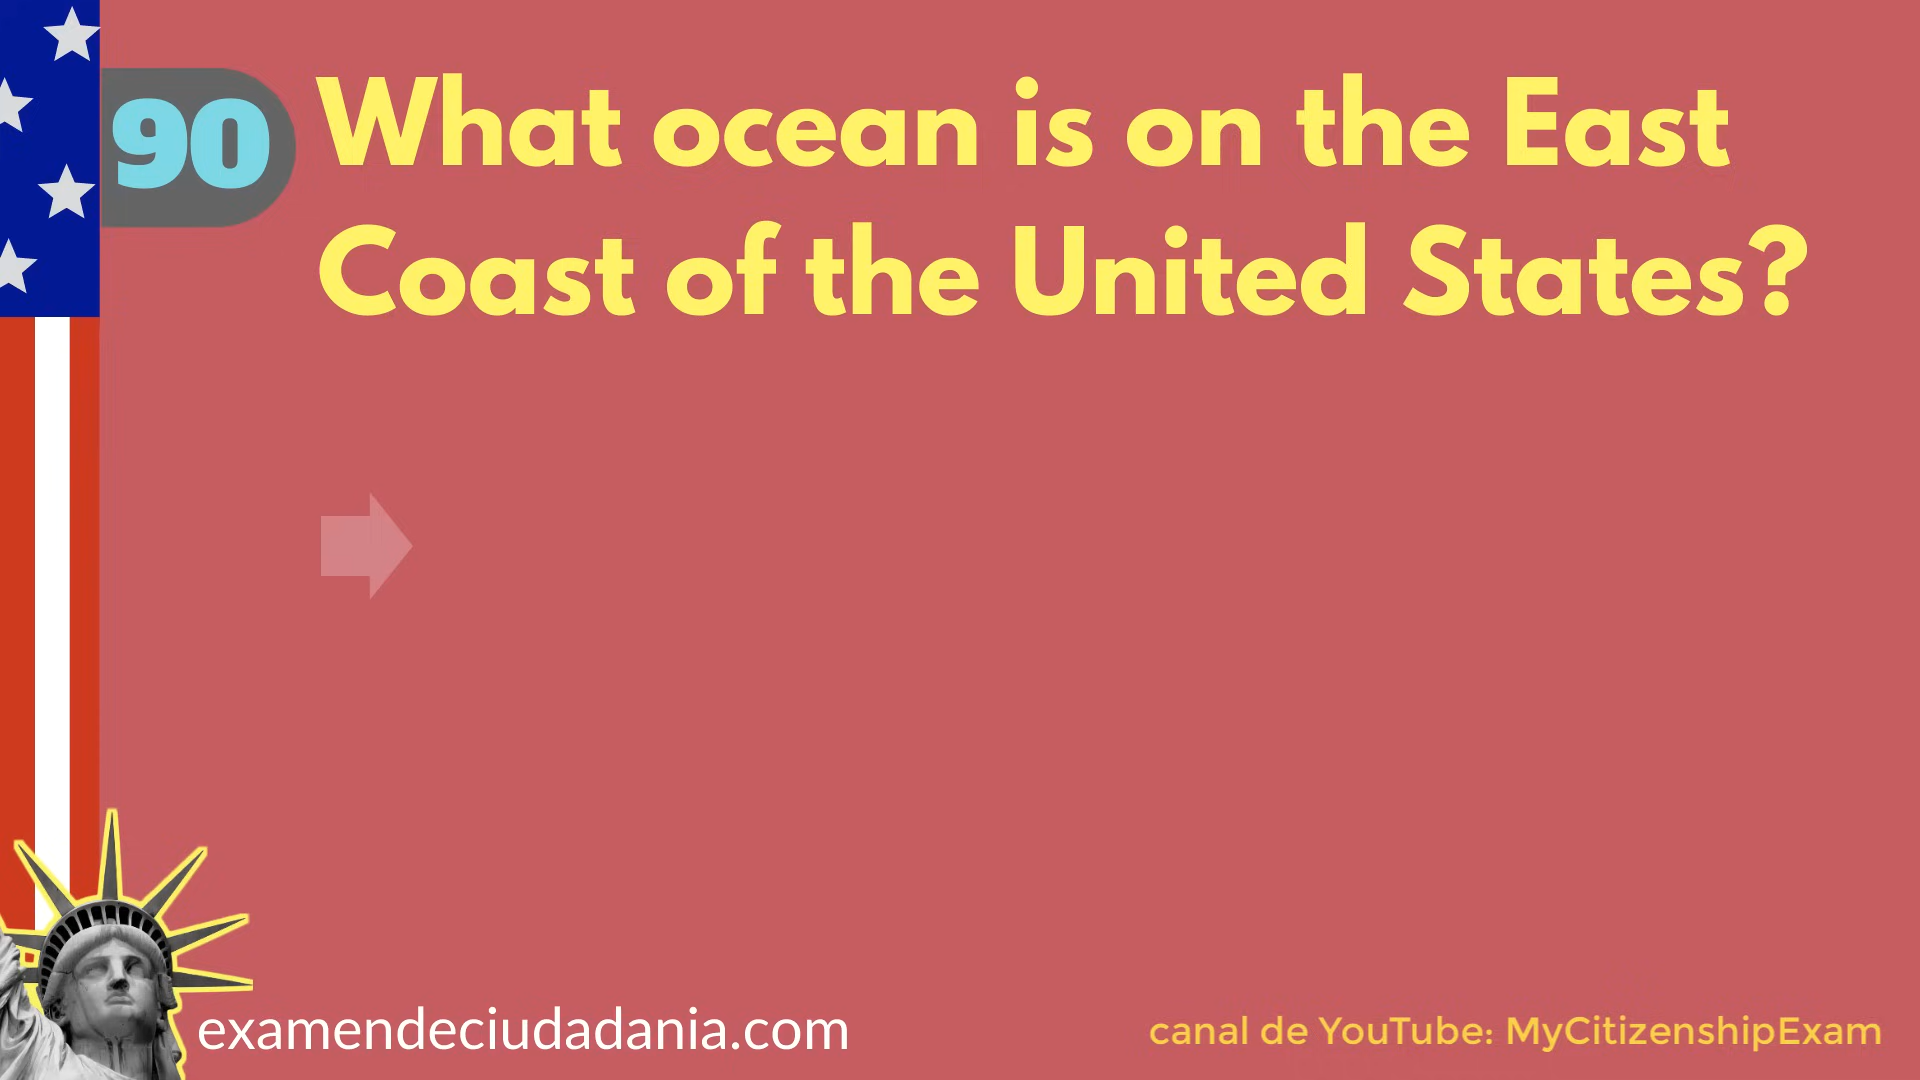 90
What ocean is on the East
Coast of the United States?
examendeciudadania.com
canal de YouTube: MyCitizenshipExam